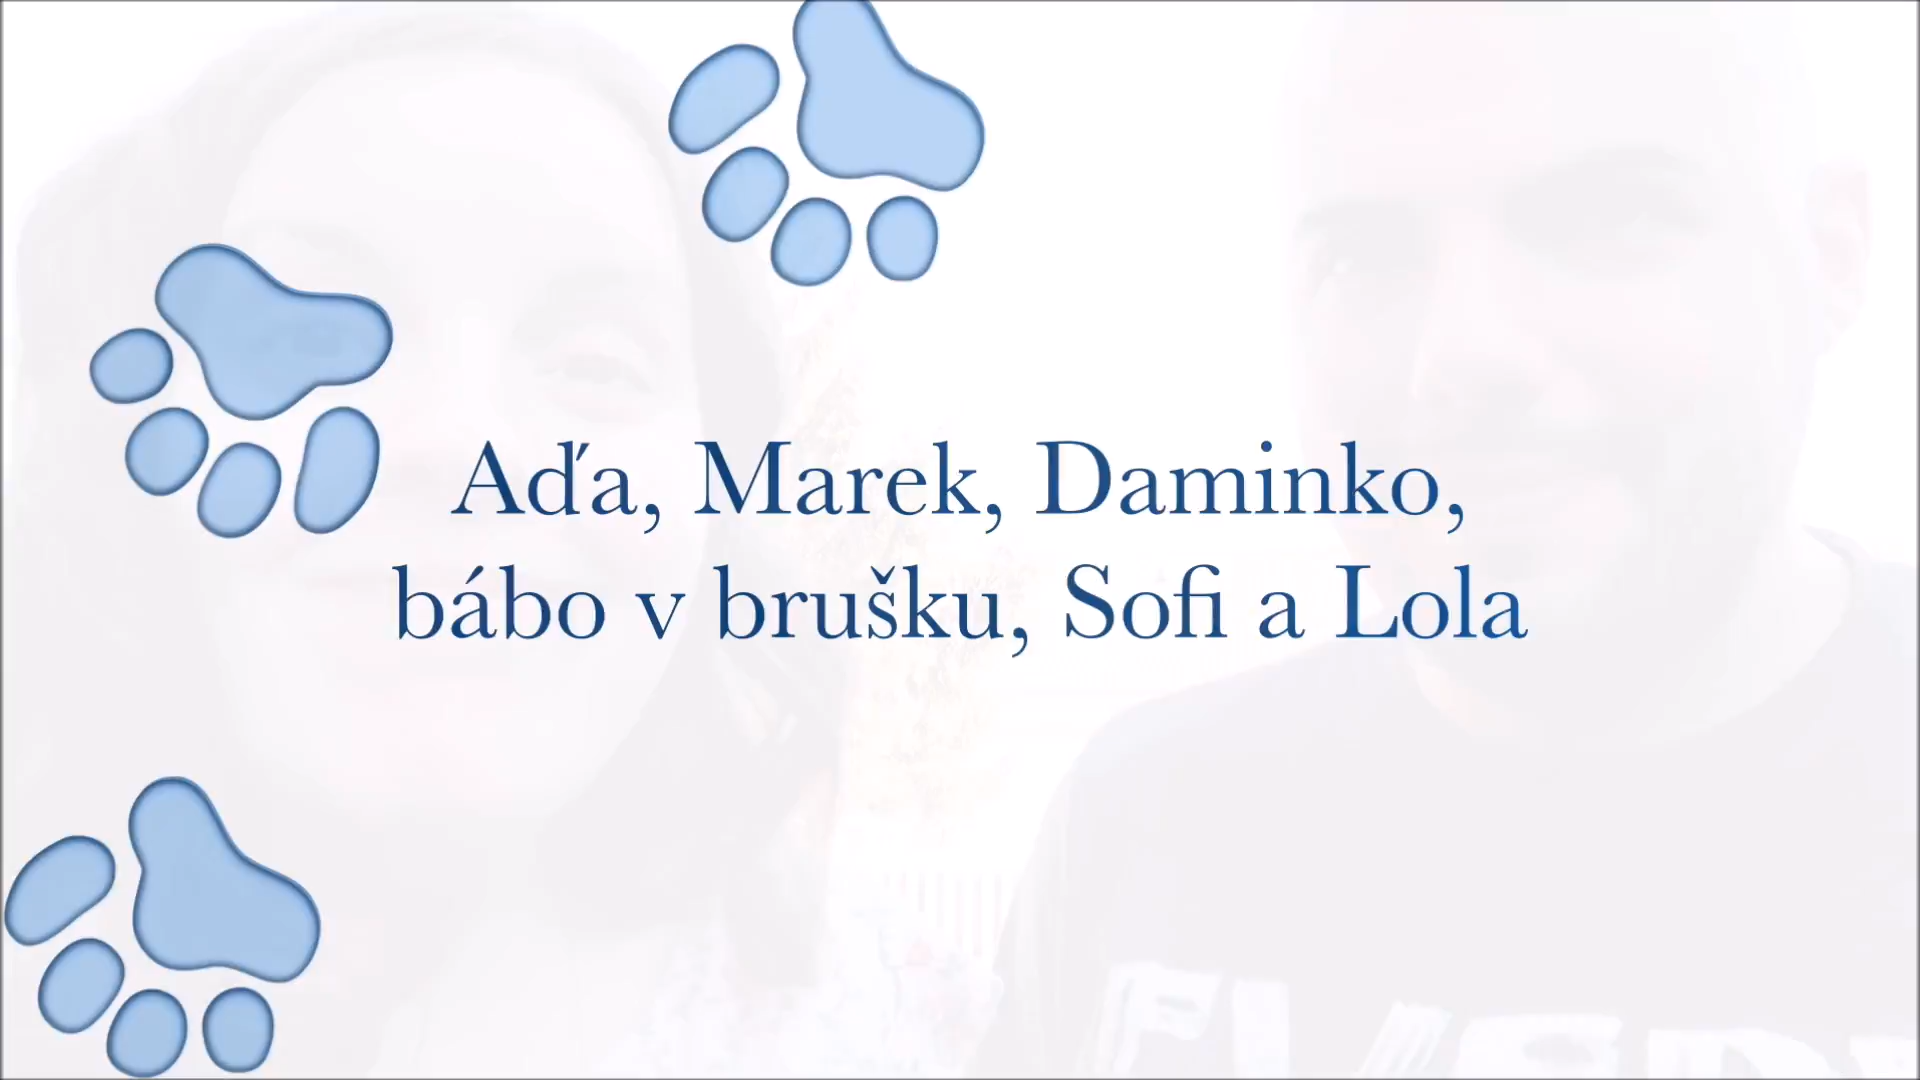 Aďa, Marek, Daminko,
bábo v brušku, Sofi a Lola